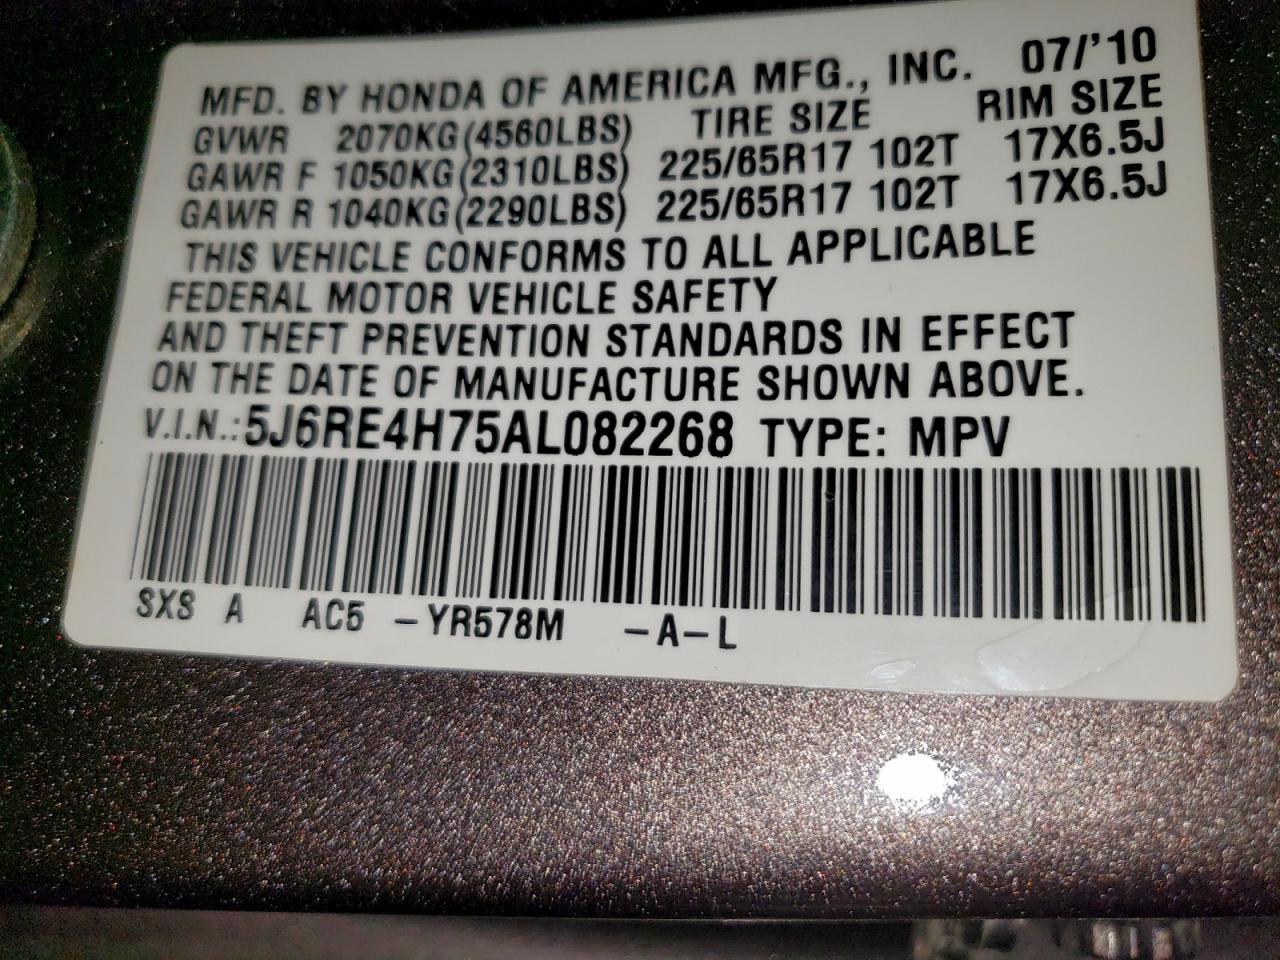 MFD. BY HONDA OF AMERICA MFG., INC. 07/'10
GVWR 2070KG(4560LBS) TIRE SIZE RIM SIZE
GAWR F 1050KG(2310LBS) 225/65R17 102T 17X6.5J
GAWR R 1040KG(2290LBS) 225/65R17 102T 17X6.5J
THIS VEHICLE CONFORMS TO ALL APPLICABLE
FEDERAL MOTOR VEHICLE SAFETY
AND THEFT PREVENTION STANDARDS IN EFFECT
ON THE DATE OF MANUFACTURE SHOWN ABOVE.
V.I.N.:5J6RE4H75AL082268 TYPE: MPV
SXS A AC5 -YR578M -A-L